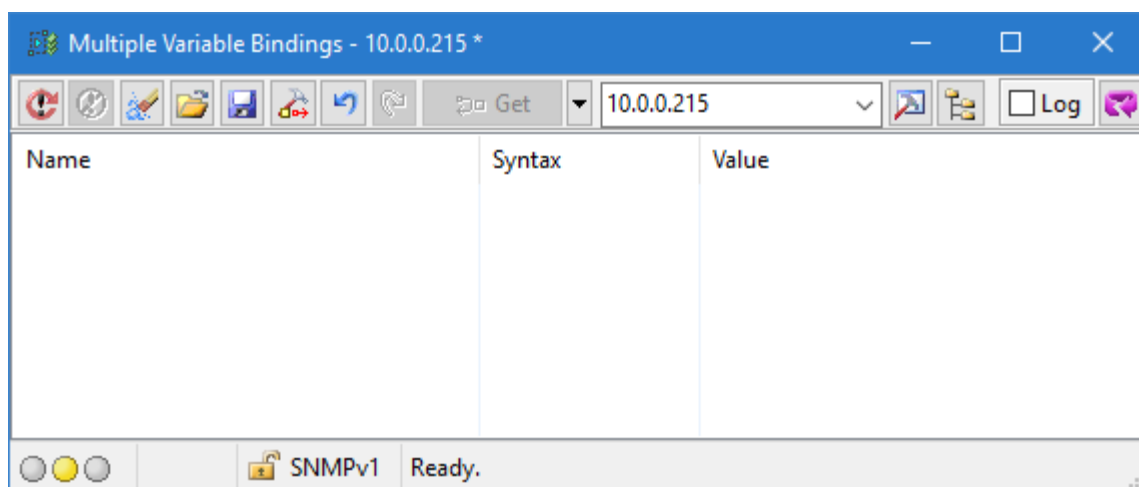 Multiple Variable Bindings - 10.0.0.215 *
Get 10.0.0.215 Log
Name Syntax Value
SNMPv1 Ready.